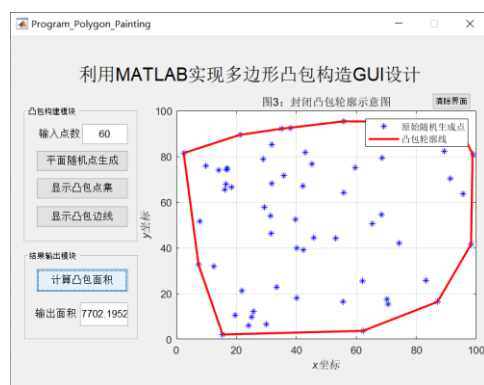 Program_Polygon_Painting
利用MATLAB实现多边形凸包构造GUI设计
凸包构建模块
输入点数 60
平面随机点生成
显示凸包点集
显示凸包边线
结果输出模块
计算凸包面积
输出面积 7702.1952
图3：封闭凸包轮廓示意图
清除界面
原始随机生成点
凸包轮廓线
y坐标
100
80
60
40
20
0
0 20 40 60 80 100
x坐标